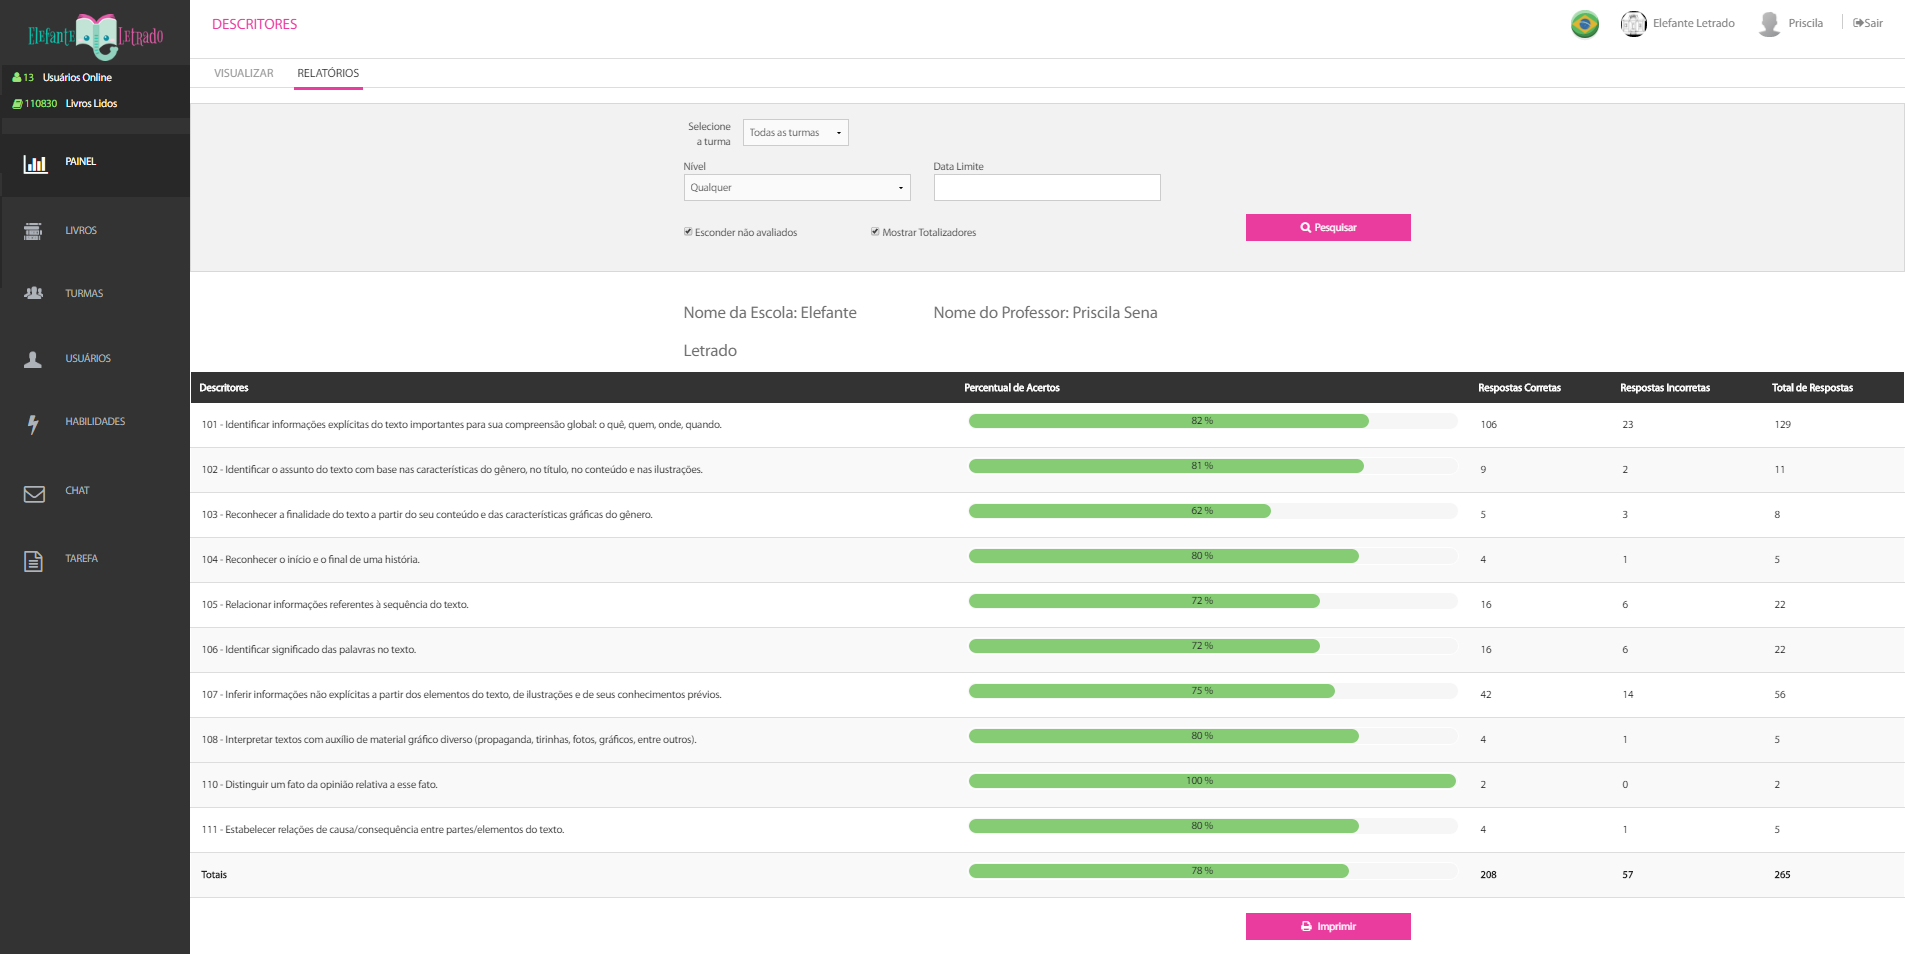 Elefante Letrado
DESCRITORES
Elefante Letrado
Priscila
Sair
13 Usuários Online
110830 Livros Lidos
VISUALIZAR RELATÓRIOS
PAINEL
LIVROS
TURMAS
USUÁRIOS
HABILIDADES
CHAT
TAREFA
Selecione
a turma
Todas as turmas
Nível
Data Limite
Qualquer
Esconder não avaliados
Mostrar Totalizadores
Pesquisar
Nome da Escola: Elefante
Letrado
Nome do Professor: Priscila Sena
Descritores Percentual de Acertos Respostas Corretas Respostas Incorretas Total de Respostas
101 - Identificar informações explícitas do texto importantes para sua compreensão global: o quê, quem, onde, quando. 82 % 106 23 129
102 - Identificar o assunto do texto com base nas características do gênero, no título, no conteúdo e nas ilustrações. 81 % 9 2 11
103 - Reconhecer a finalidade do texto a partir do seu conteúdo e das características gráficas do gênero. 62 % 5 3 8
104 - Reconhecer o início e o final de uma história. 80 % 4 1 5
105 - Relacionar informações referentes à sequência do texto. 72 % 16 6 22
106 - Identificar significado das palavras no texto. 72 % 16 6 22
107 - Inferir informações não explícitas a partir dos elementos do texto, de ilustrações e de seus conhecimentos prévios. 75 % 42 14 56
108 - Interpretar textos com auxílio de material gráfico diverso (propaganda, tirinhas, fotos, gráficos, entre outros). 80 % 4 1 5
110 - Distinguir um fato da opinião relativa a esse fato. 100 % 2 0 2
111 - Estabelecer relações de causa/consequência entre partes/elementos do texto. 80 % 4 1 5
Totais 78 % 208 57 265
Imprimir